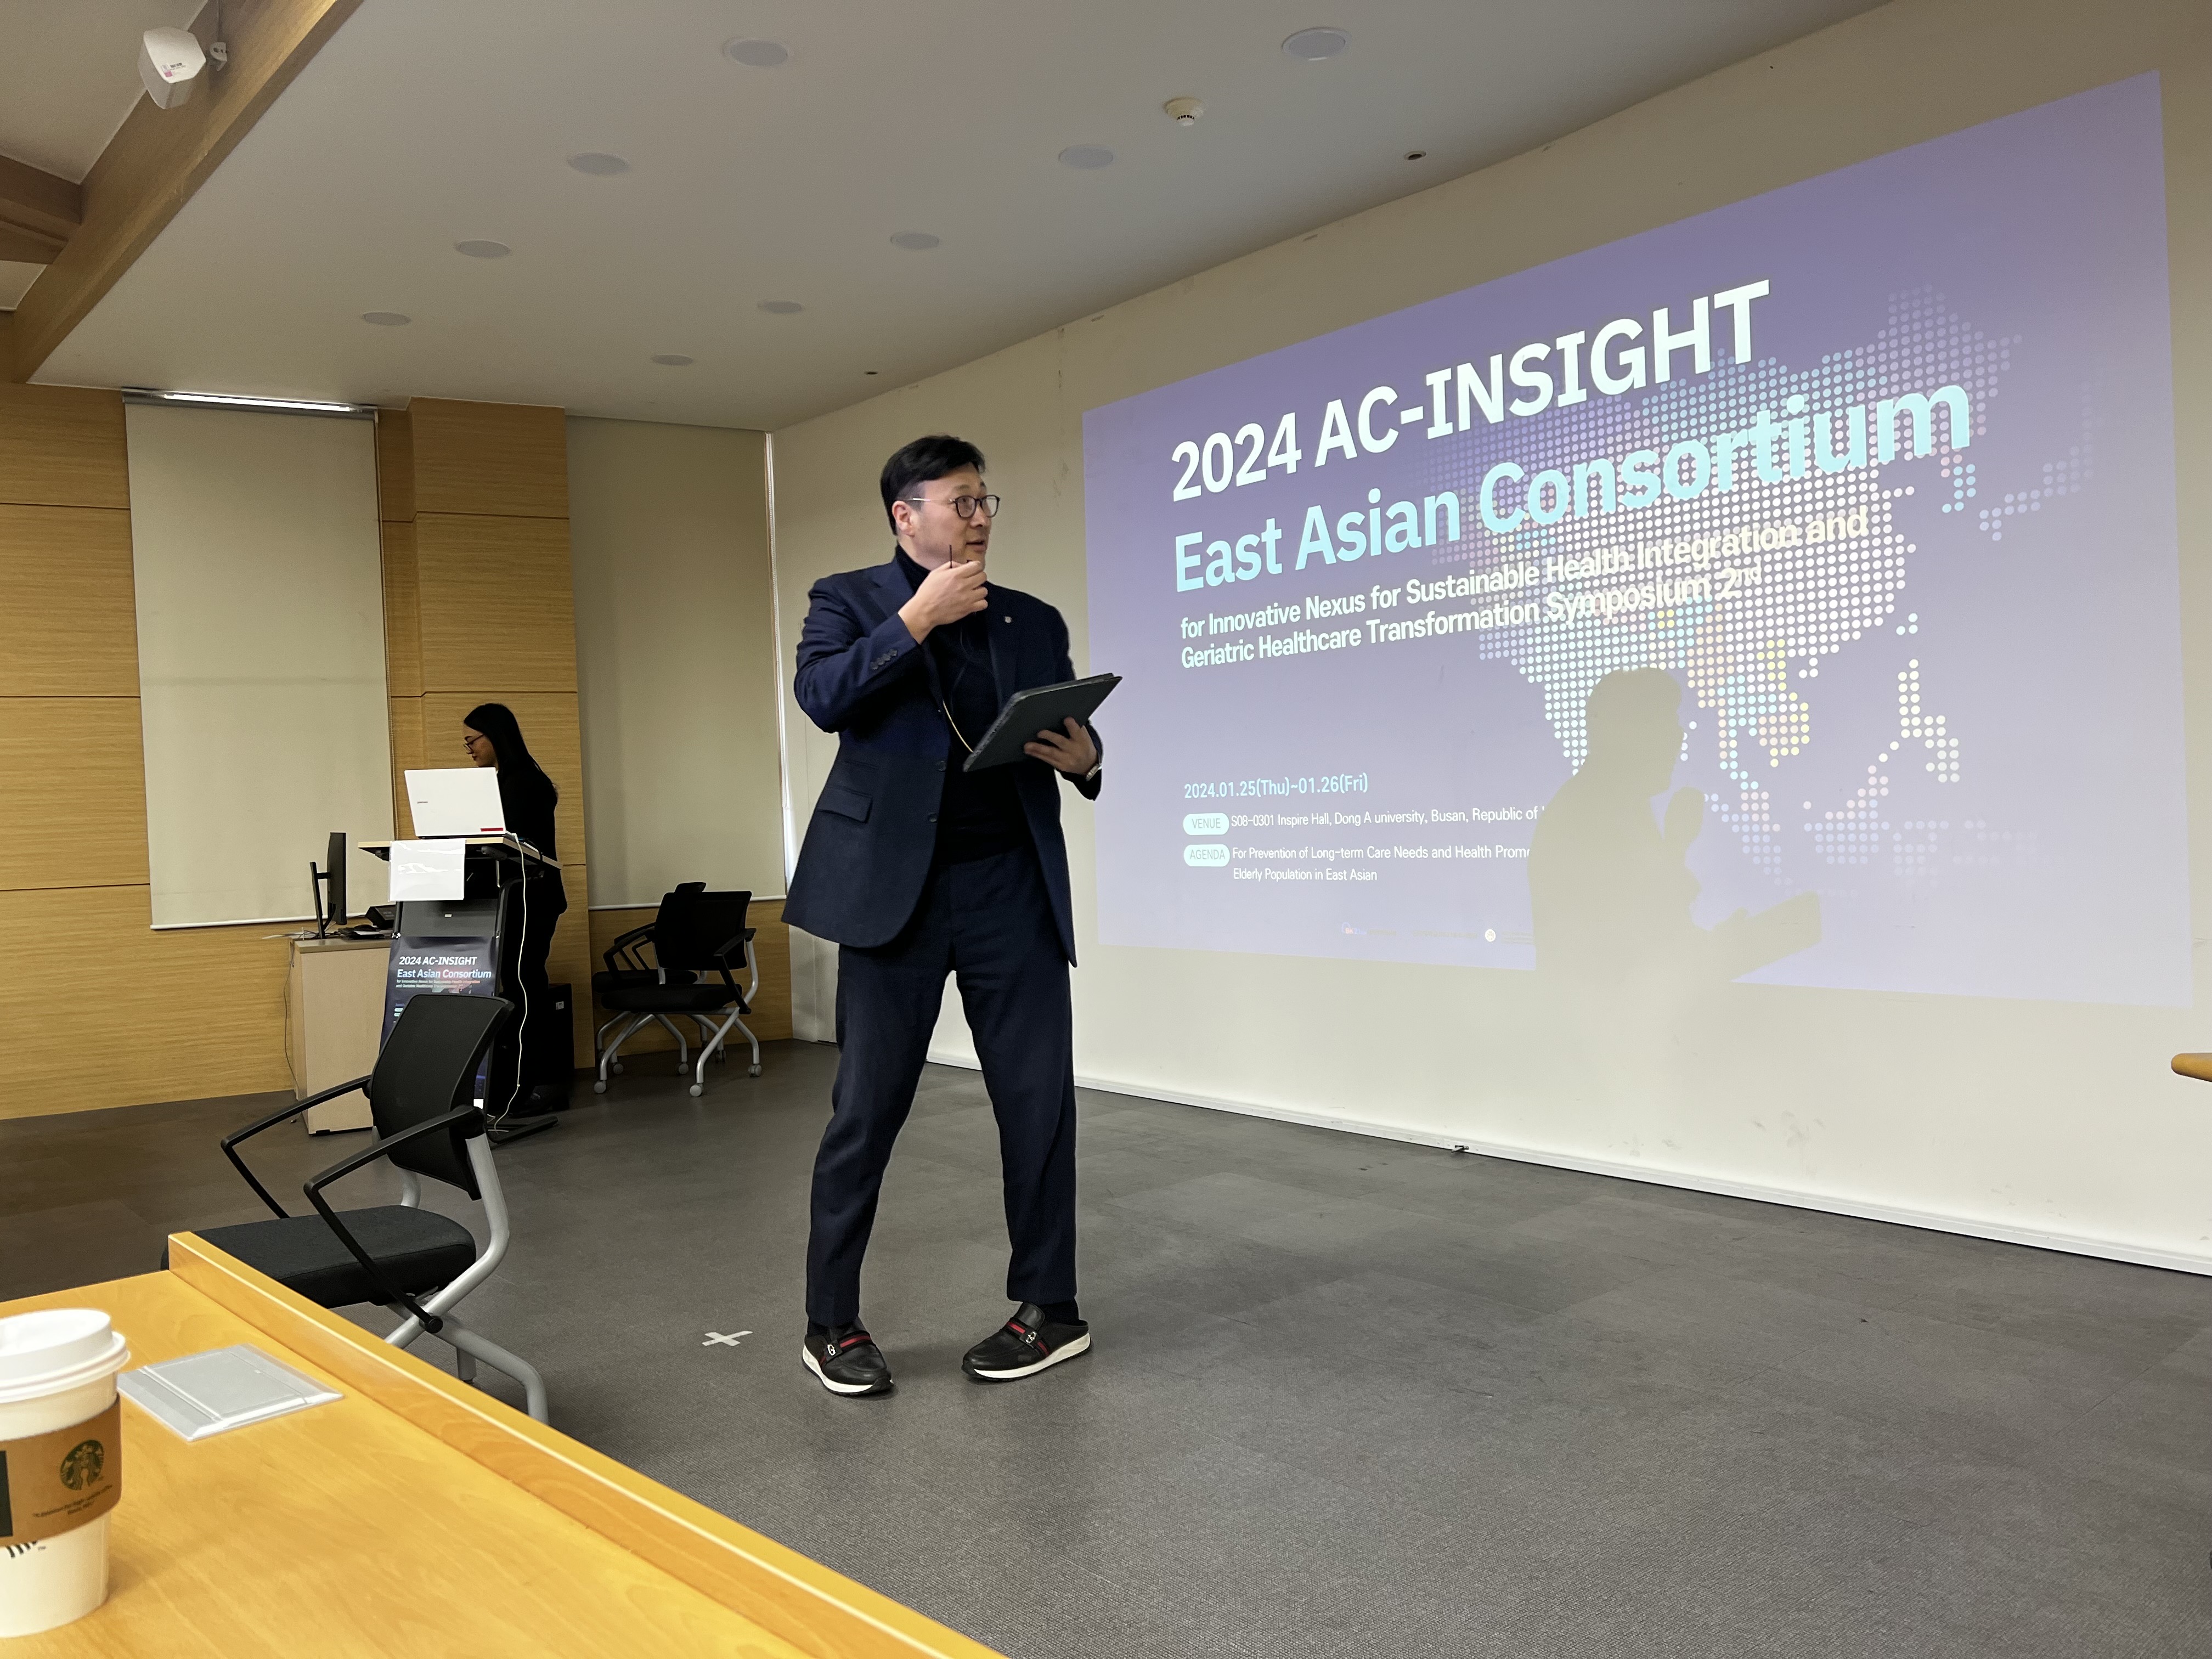 2024 AC-INSIGHT
East Asian Consortium
for Innovative Nexus for Sustainable Health Integration and
Geriatric Healthcare Transformation Symposium 2nd
2024.01.25(Thu)~01.26(Fri)
VENUE S08-0301 Inspire Hall, Dong A university, Busan, Republic of
AGENDA For Prevention of Long-term Care Needs and Health Prom
Elderly Population in East Asian
2024 AC-INSIGHT
East Asian Consortium